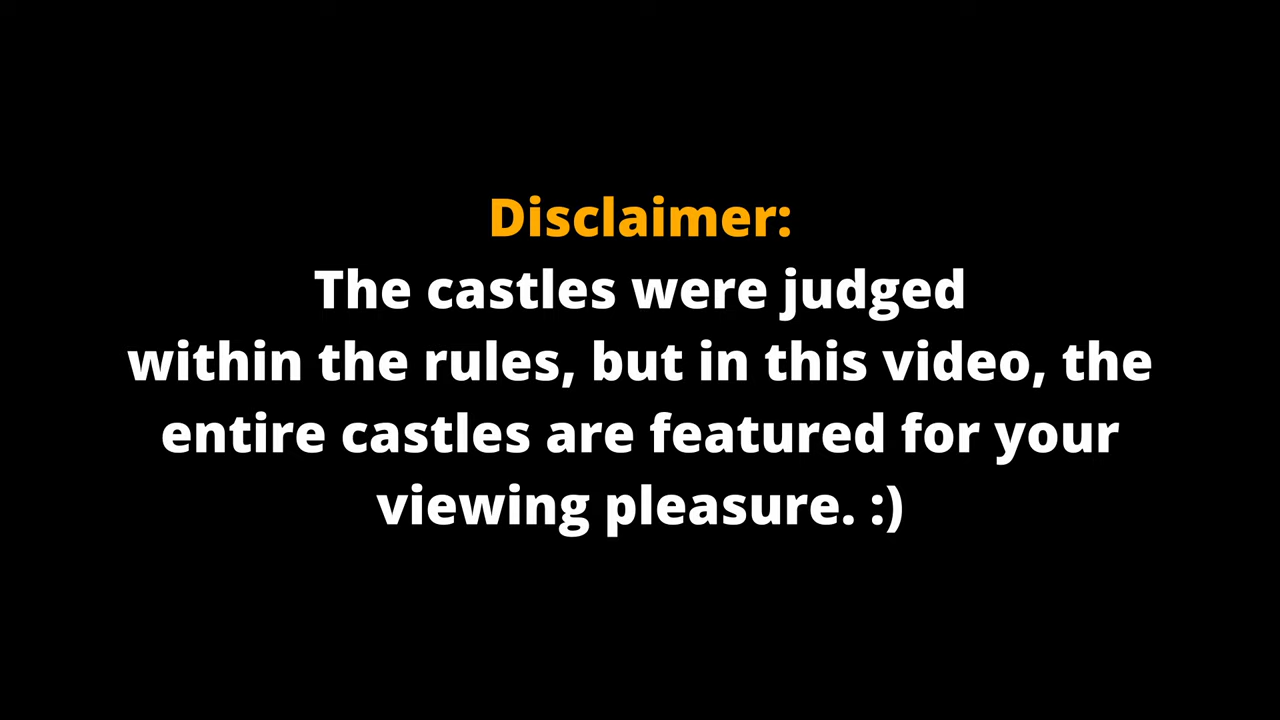 Disclaimer:
The castles were judged
within the rules, but in this video, the
entire castles are featured for your
viewing pleasure. :)